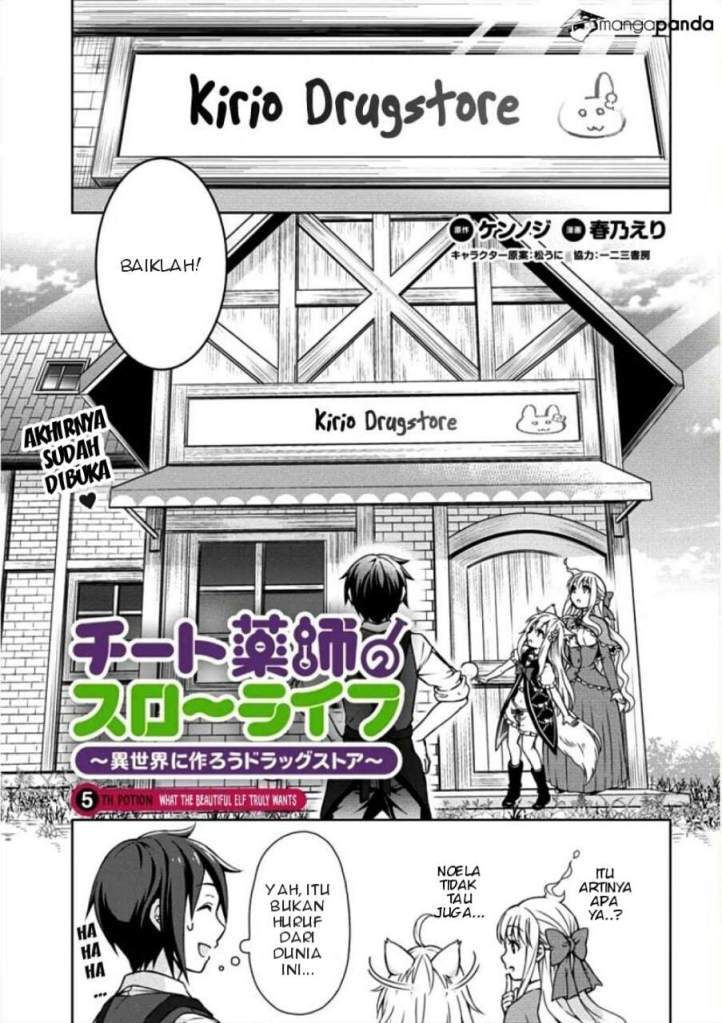 mangapanda
Kirio Drugstore
原作 ケンノジ 漫画 春乃えり
キャラクター原案:松うに 協力:一二三書房
BAIKLAH!
Kirio Drugstore
AKHIRNYA
SUDAH
DIBUKA
チート薬師の
スローライフ
～異世界に作ろうドラッグストア～
5TH POTION WHAT THE BEAUTIFUL ELF TRULY WANTS
ITU
ARTINYA
APA
YA..?
NOELA
TIDAK
TAU
JUGA...
YAH, ITU
BUKAN
HURUF
DARI
DUNIA
INI...
HA
HA
HA...